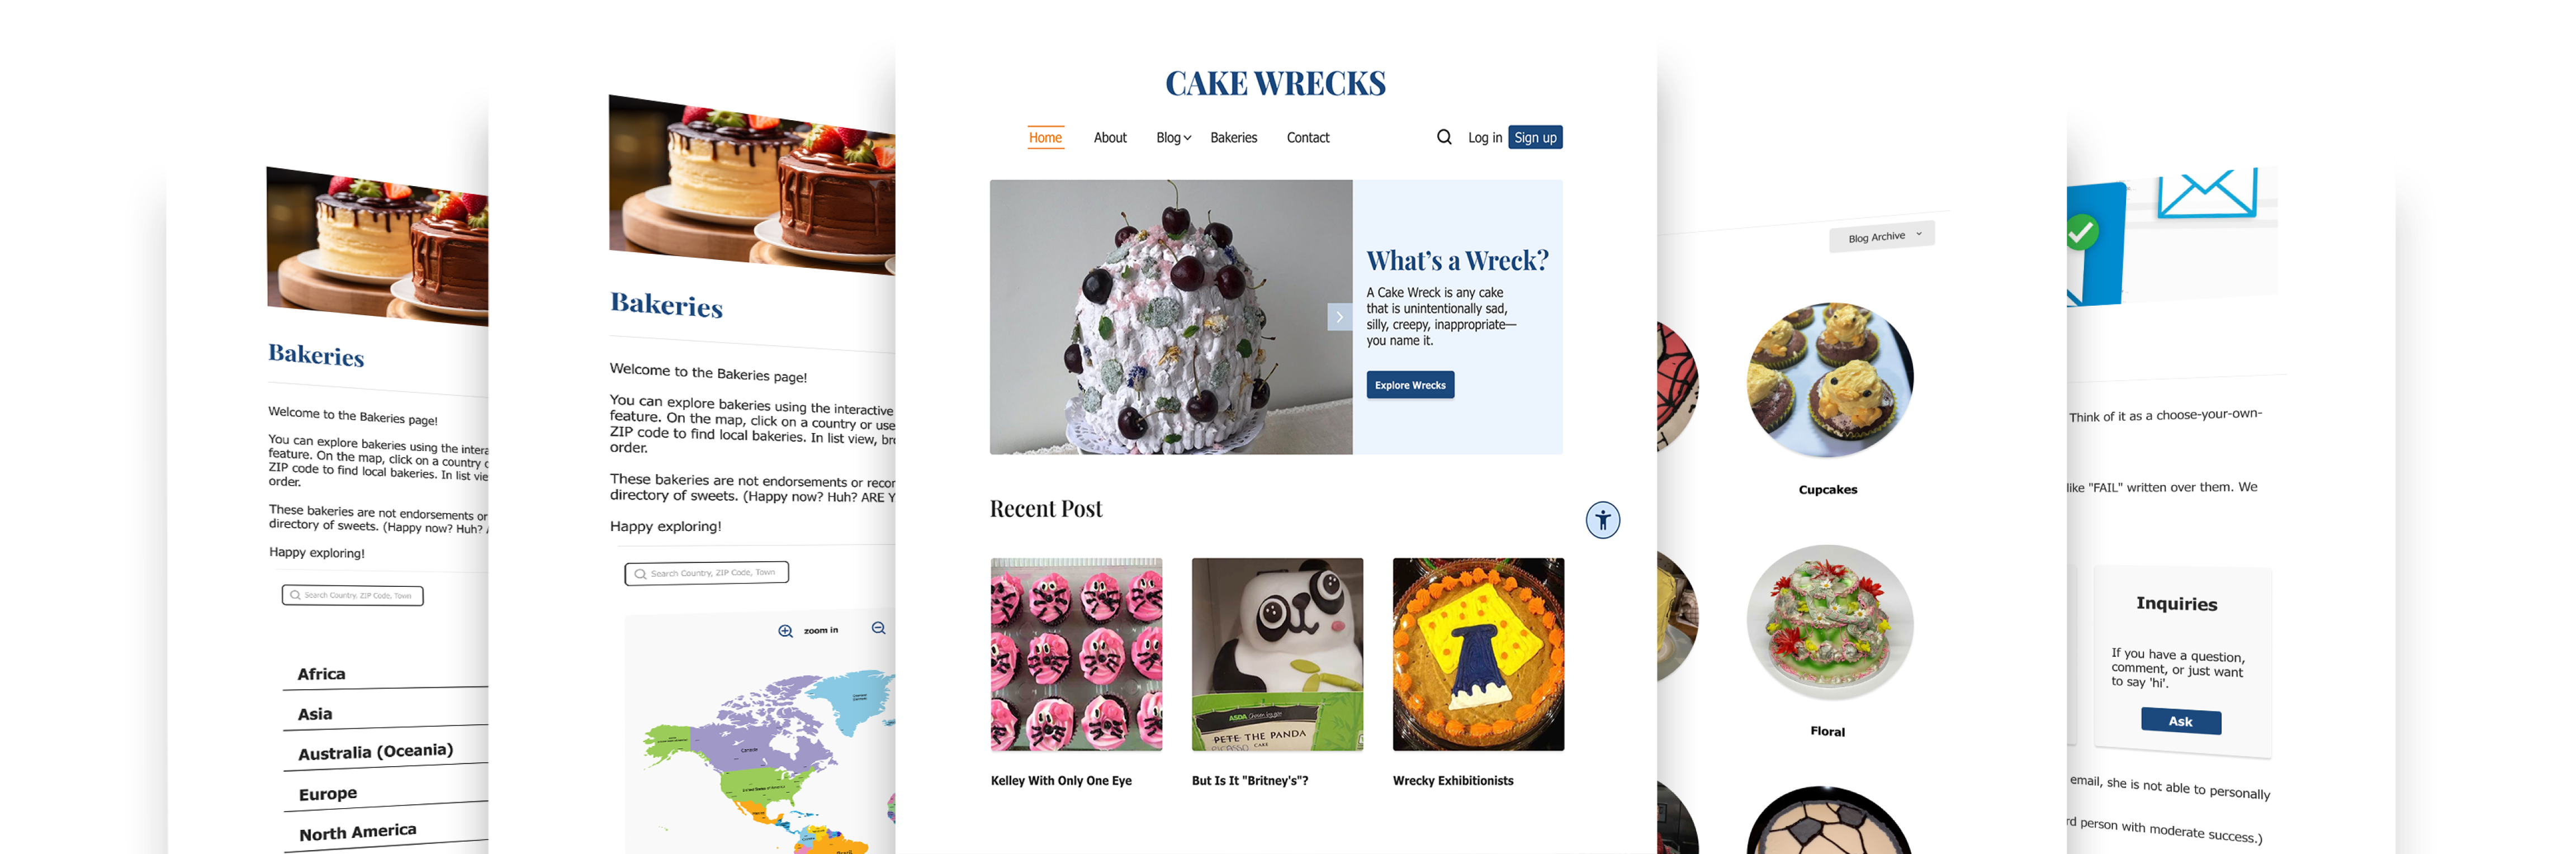 Bakeries
Welcome to the Bakeries page!
You can explore bakeries using the
feature. On the map, click on a country
ZIP code to find local bakeries. In list
order.
These bakeries are not endorsements or
directory of sweets. (Happy now? Huh?
Happy exploring!
Search Country, ZIP Code, Town
Africa
Asia
Australia (Oceania)
Europe
North America
Bakeries
Welcome to the Bakeries page!
You can explore bakeries using the interactive
feature. On the map, click on a country or use
ZIP code to find local bakeries. In list view,
order.
These bakeries are not endorsements or
directory of sweets. (Happy now? Huh? ARE
Happy exploring!
Search Country, ZIP Code, Town
zoom in
Canada
United States of America
CAKE WRECKS
Home
About
Blog
Bakeries
Contact
Log in
Sign up
What's a Wreck?
A Cake Wreck is any cake
that is unintentionally sad,
silly, creepy, inappropriate—
you name it.
Explore Wrecks
Recent Post
ASDA
PETE THE PANDA
CAKE
Kelley With Only One Eye
But Is It "Britney's"?
Wrecky Exhibitionists
Blog Archive
Cupcakes
Floral
Think of it as a choose-your-own-
like "FAIL" written over them. We
Inquiries
If you have a question,
comment, or just want
to say 'hi'.
Ask
email, she is not able to personally
person with moderate success.)